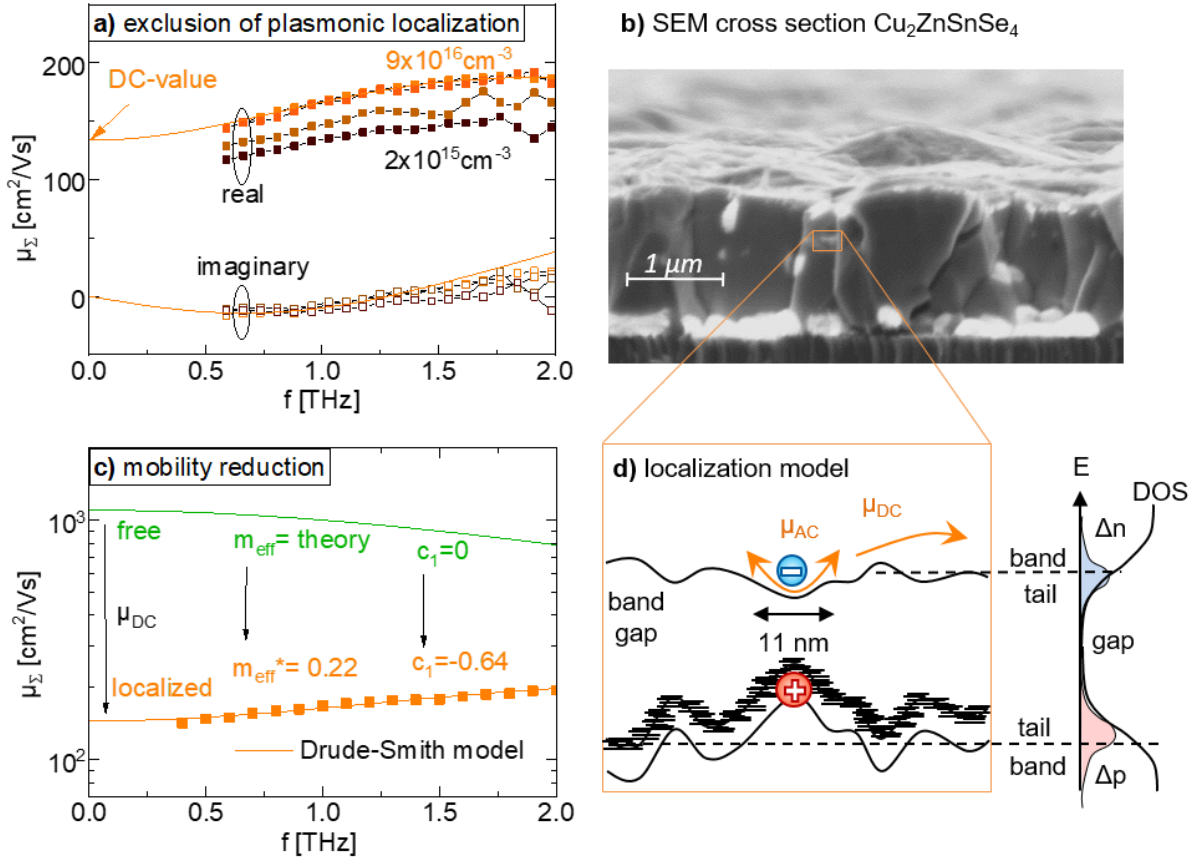 a) exclusion of plasmonic localization
200
100
0
μΣ [cm²/Vs]
DC-value
9x10¹⁶cm⁻³
2x10¹⁵cm⁻³
real
imaginary
0.0 0.5 1.0 1.5 2.0
f [THz]
b) SEM cross section Cu₂ZnSnSe₄
1 μm
c) mobility reduction
10³
10²
μΣ [cm²/Vs]
free
meff= theory
c₁=0
μDC
meff*= 0.22
c₁=-0.64
localized
Drude-Smith model
0.0 0.5 1.0 1.5 2.0
f [THz]
d) localization model
μAC
μDC
band
gap
11 nm
E
DOS
Δn
band
tail
gap
tail
band
Δp